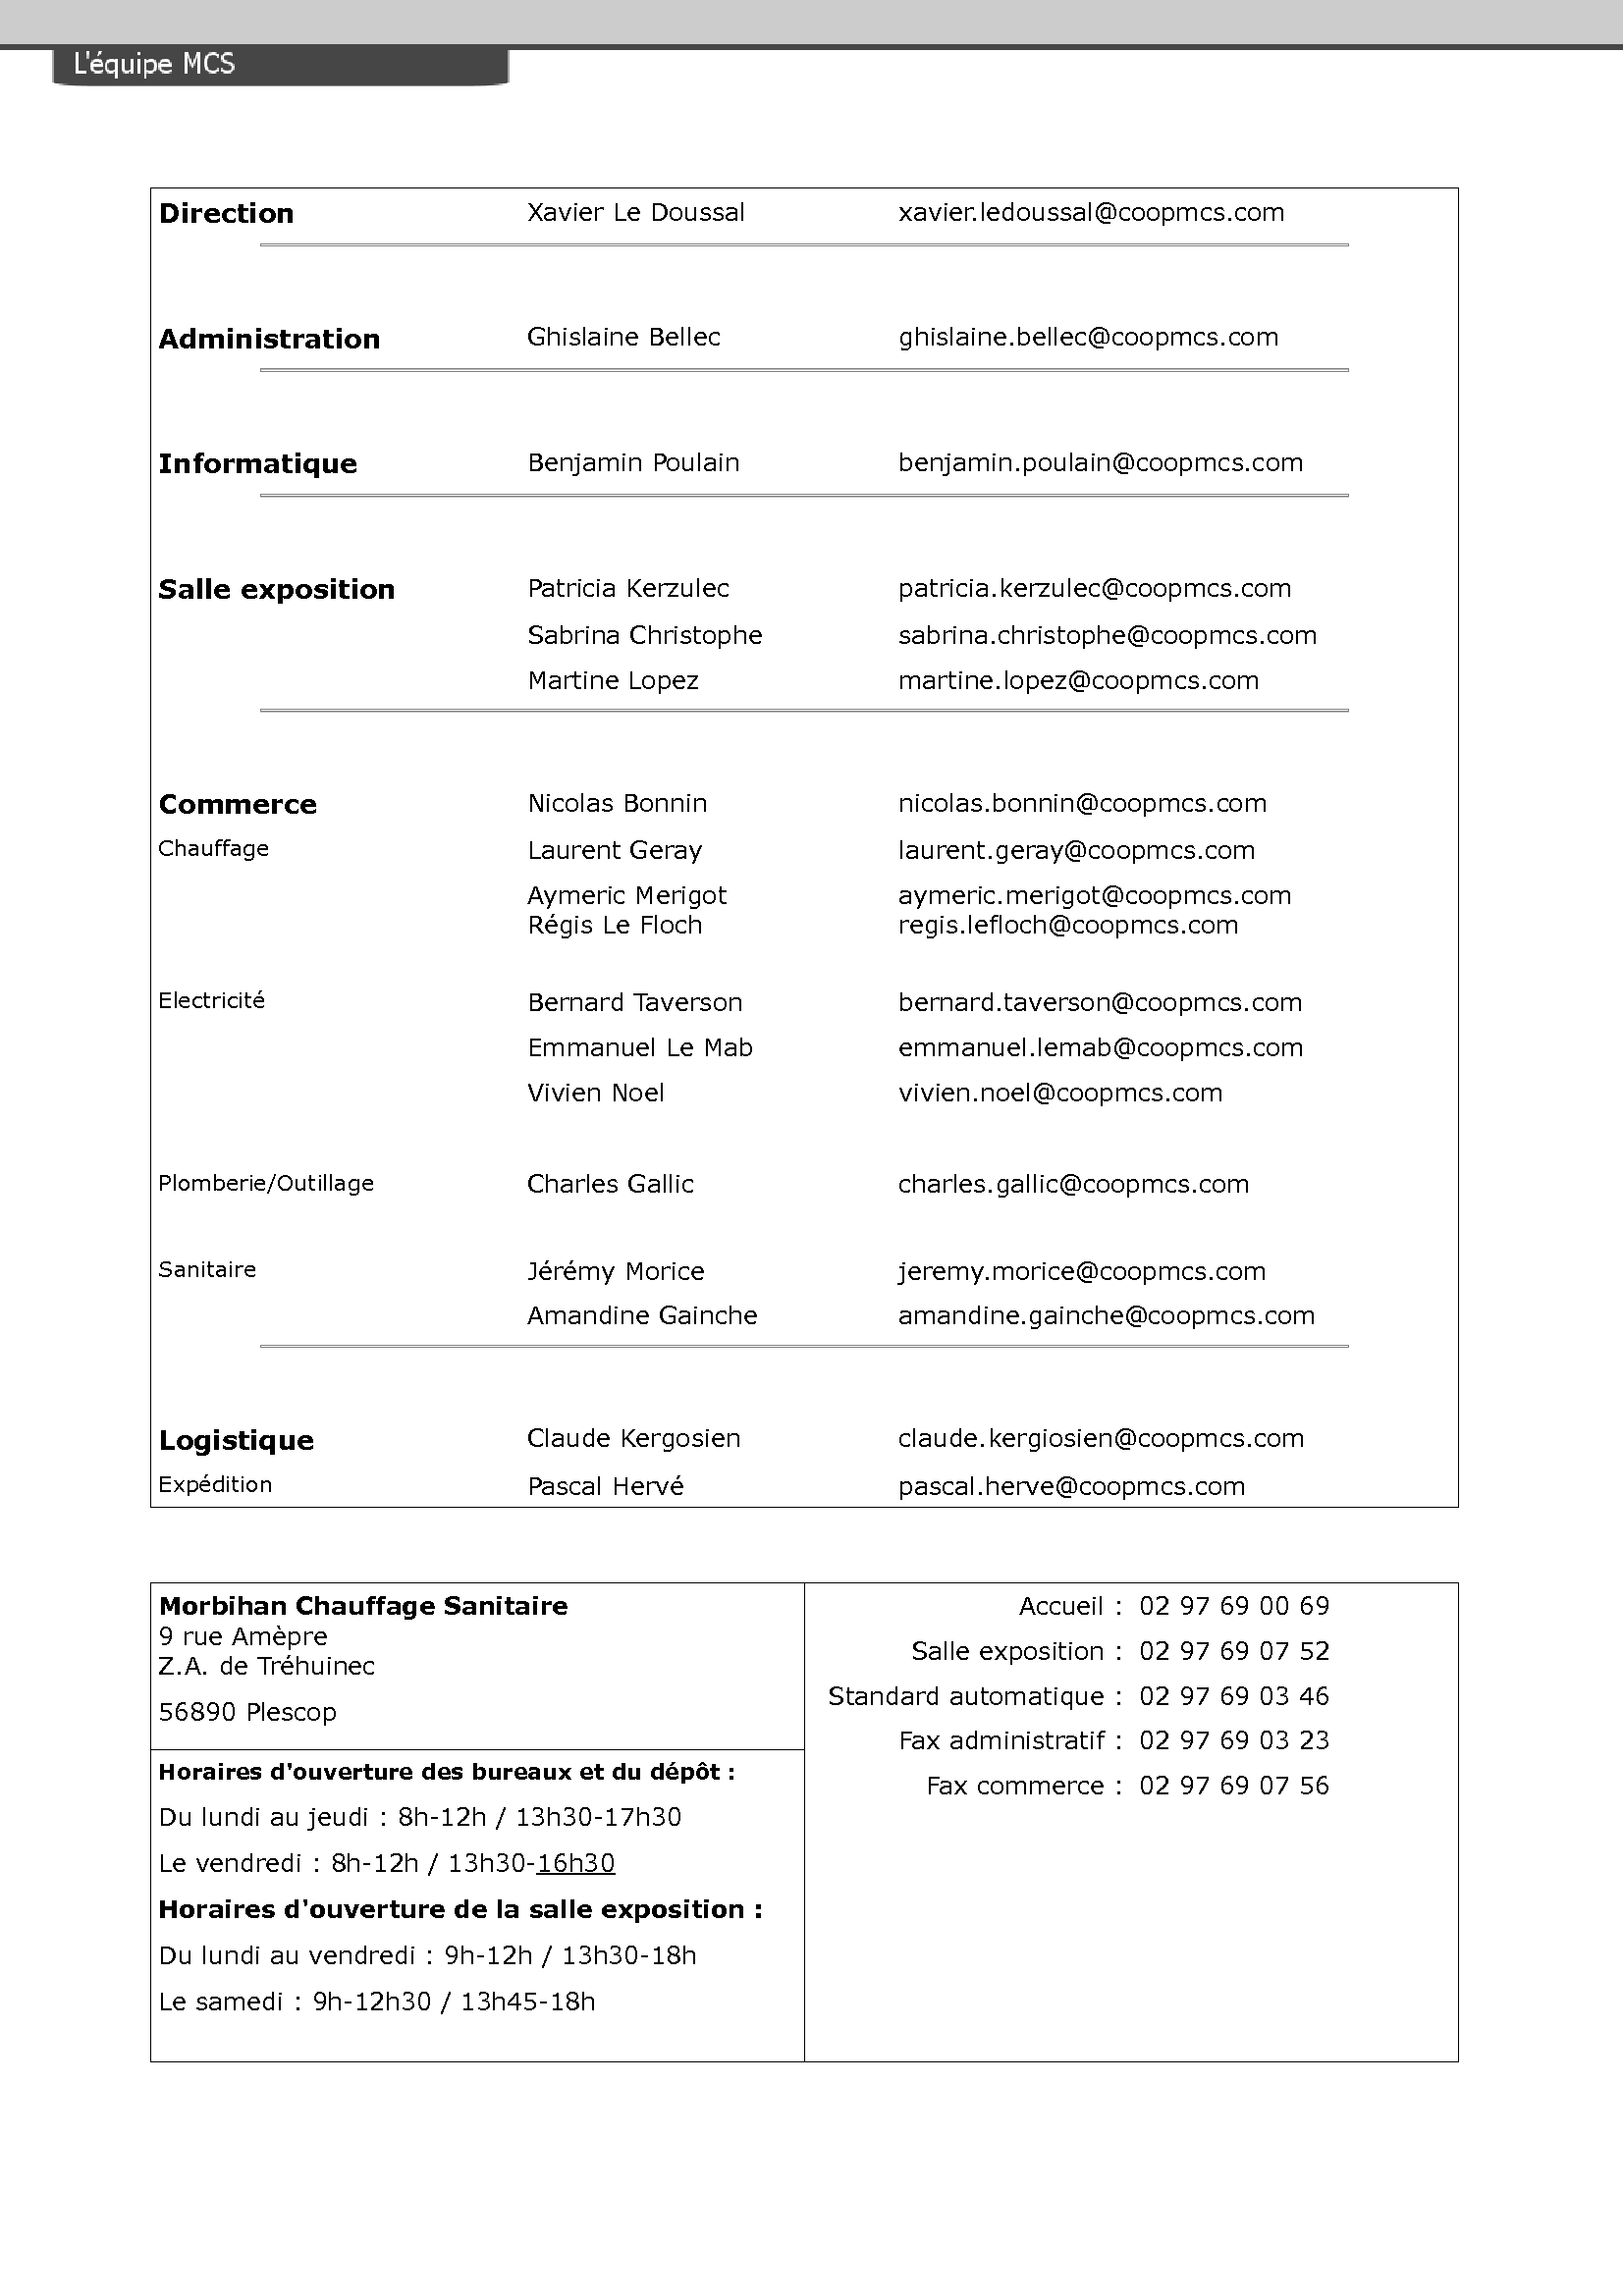 L'équipe MCS
Direction Xavier Le Doussal xavier.ledoussal@coopmcs.com
Administration Ghislaine Bellec ghislaine.bellec@coopmcs.com
Informatique Benjamin Poulain benjamin.poulain@coopmcs.com
Salle exposition Patricia Kerzulec patricia.kerzulec@coopmcs.com
Sabrina Christophe sabrina.christophe@coopmcs.com
Martine Lopez martine.lopez@coopmcs.com
Commerce Nicolas Bonnin nicolas.bonnin@coopmcs.com
Chauffage Laurent Geray laurent.geray@coopmcs.com
Aymeric Merigot aymeric.merigot@coopmcs.com
Régis Le Floch regis.lefloch@coopmcs.com
Electricité Bernard Taverson bernard.taverson@coopmcs.com
Emmanuel Le Mab emmanuel.lemab@coopmcs.com
Vivien Noel vivien.noel@coopmcs.com
Plomberie/Outillage Charles Gallic charles.gallic@coopmcs.com
Sanitaire Jérémy Morice jeremy.morice@coopmcs.com
Amandine Gainche amandine.gainche@coopmcs.com
Logistique Claude Kergosien claude.kergiosien@coopmcs.com
Expédition Pascal Hervé pascal.herve@coopmcs.com
Morbihan Chauffage Sanitaire
9 rue Amèpre
Z.A. de Tréhuinec
56890 Plescop
Horaires d'ouverture des bureaux et du dépôt :
Du lundi au jeudi : 8h-12h / 13h30-17h30
Le vendredi : 8h-12h / 13h30-16h30
Horaires d'ouverture de la salle exposition :
Du lundi au vendredi : 9h-12h / 13h30-18h
Le samedi : 9h-12h30 / 13h45-18h
Accueil : 02 97 69 00 69
Salle exposition : 02 97 69 07 52
Standard automatique : 02 97 69 03 46
Fax administratif : 02 97 69 03 23
Fax commerce : 02 97 69 07 56